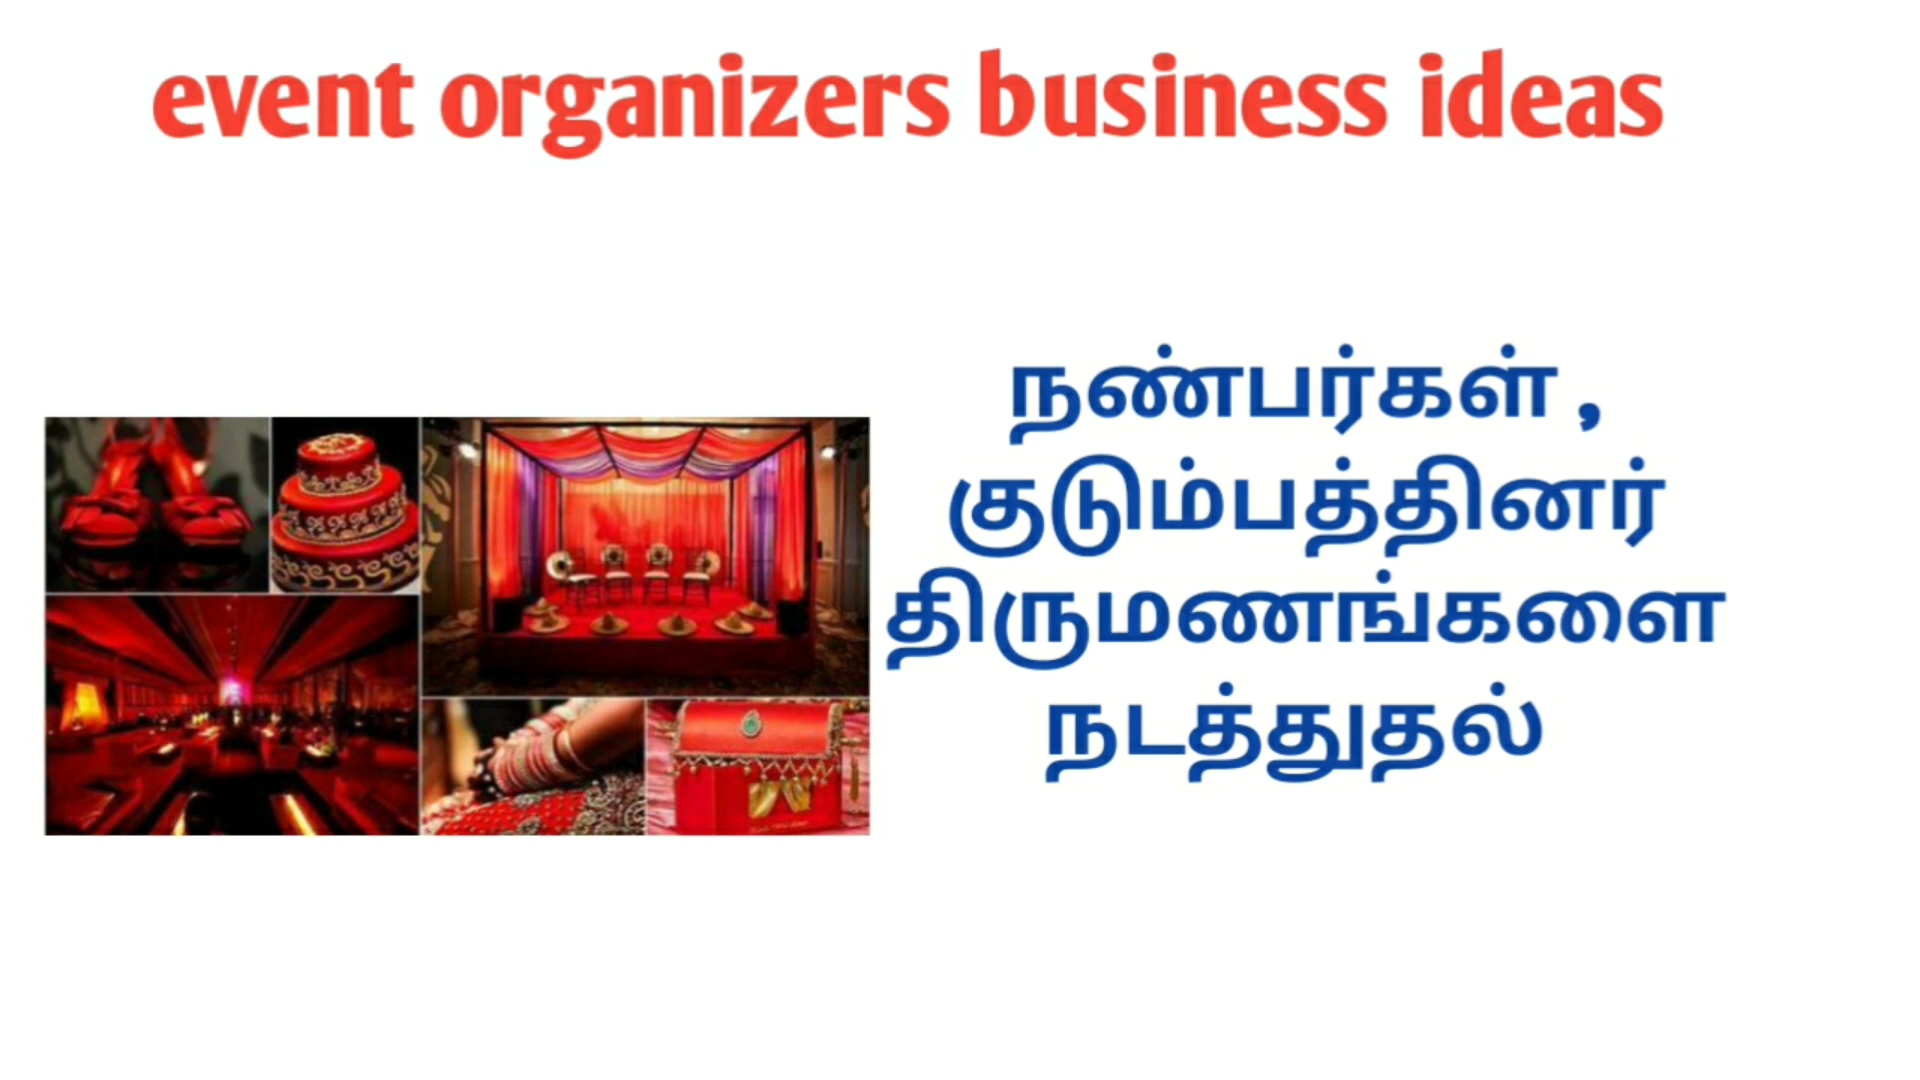 event organizers business ideas
நண்பர்கள் ,
குடும்பத்தினர்
திருமணங்களை
நடத்துதல்